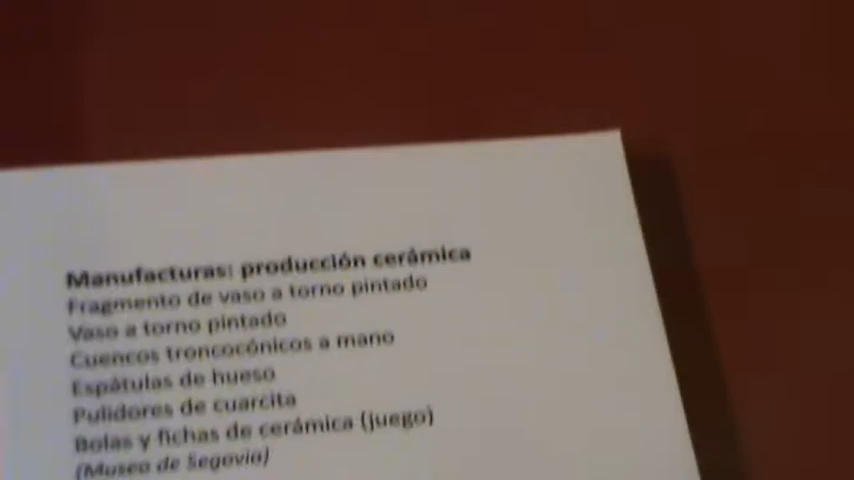 Manufacturas: producción cerámica
Fragmento de vaso a torno pintado
Vaso a torno pintado
Cuencos troncocónicos a mano
Espátulas de hueso
Pulidores de cuarcita
Bolas y fichas de cerámica (juego)
(Museo de Segovia)